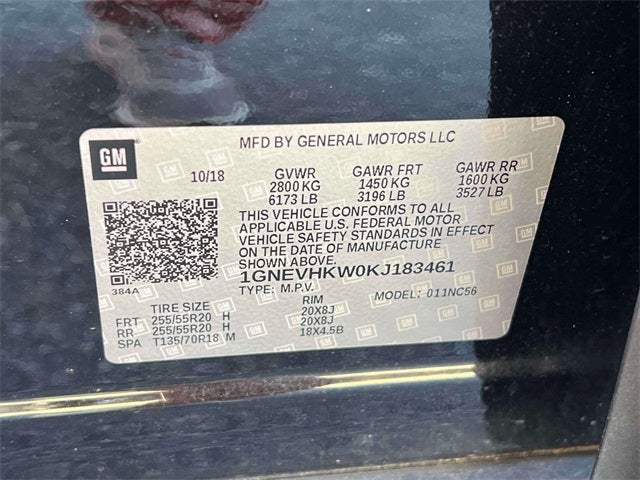 GM
MFD BY GENERAL MOTORS LLC
10/18 GVWR GAWR FRT GAWR RR
2800 KG 1450 KG 1600 KG
6173 LB 3196 LB 3527 LB
THIS VEHICLE CONFORMS TO ALL
APPLICABLE U.S. FEDERAL MOTOR
VEHICLE SAFETY STANDARDS IN EFFECT
ON THE DATE OF MANUFACTURE
SHOWN ABOVE.
384A 1GNEVHKW0KJ183461
TYPE: M.P.V. MODEL: 011NC56
TIRE SIZE RIM
FRT 255/55R20 H 20X8J
RR 255/55R20 H 20X8J
SPA T135/70R18 M 18X4.5B